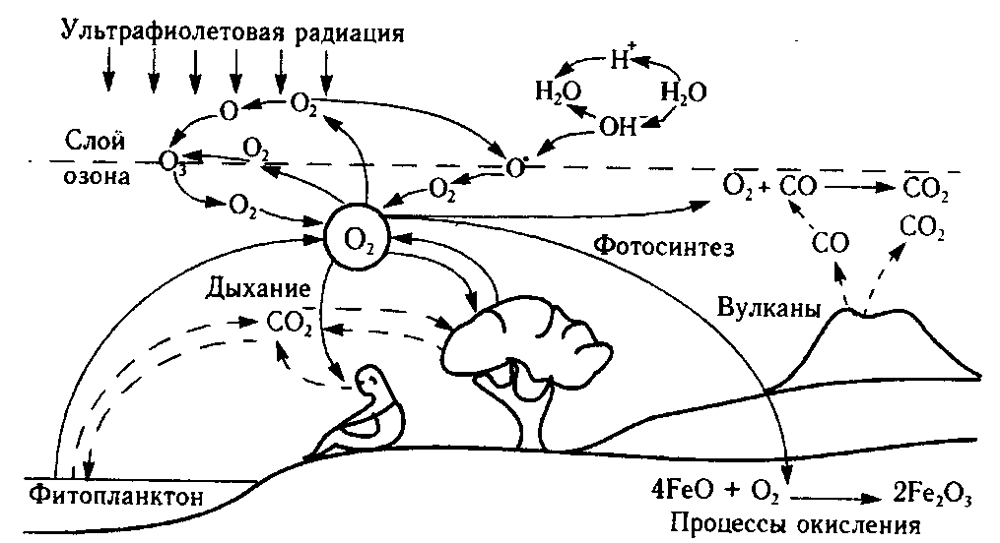 Ультрафиолетовая радиация
H⁺
H₂O
H₂O
O
O₂
OH⁻
Слой
озона
O₃
O₂
O•
O₂
O₂
O₂ + CO → CO₂
O₂
Фотосинтез
CO
CO₂
Дыхание
CO₂
Вулканы
Фитопланктон
4FeO + O₂ → 2Fe₂O₃
Процессы окисления